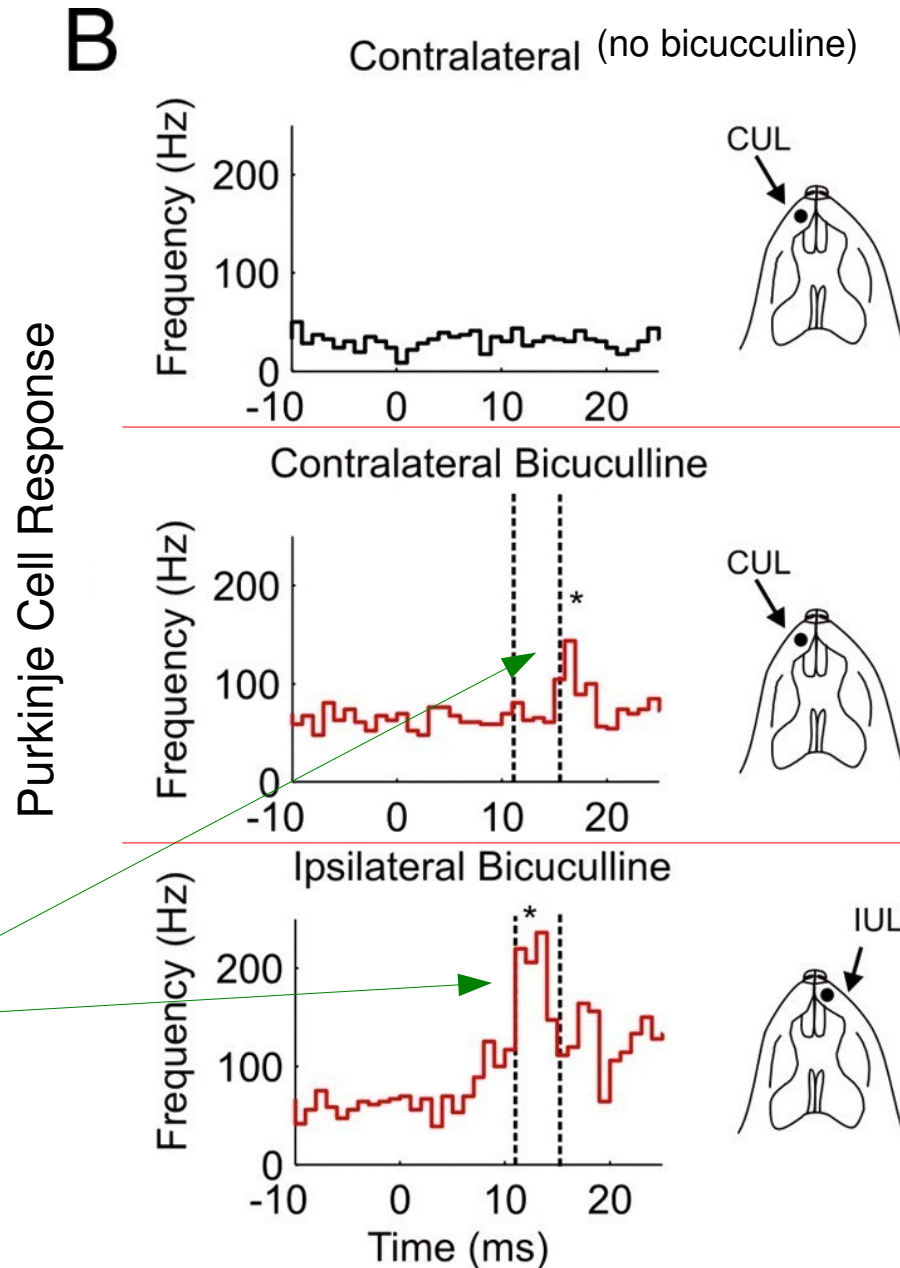 B
Contralateral (no bicucculine)
Purkinje Cell Response
Frequency (Hz)
200
100
0
-10 0 10 20
CUL
Contralateral Bicuculline
Frequency (Hz)
200
100
0
-10 0 10 20
*
CUL
Ipsilateral Bicuculline
Frequency (Hz)
200
100
0
-10 0 10 20
*
IUL
Time (ms)